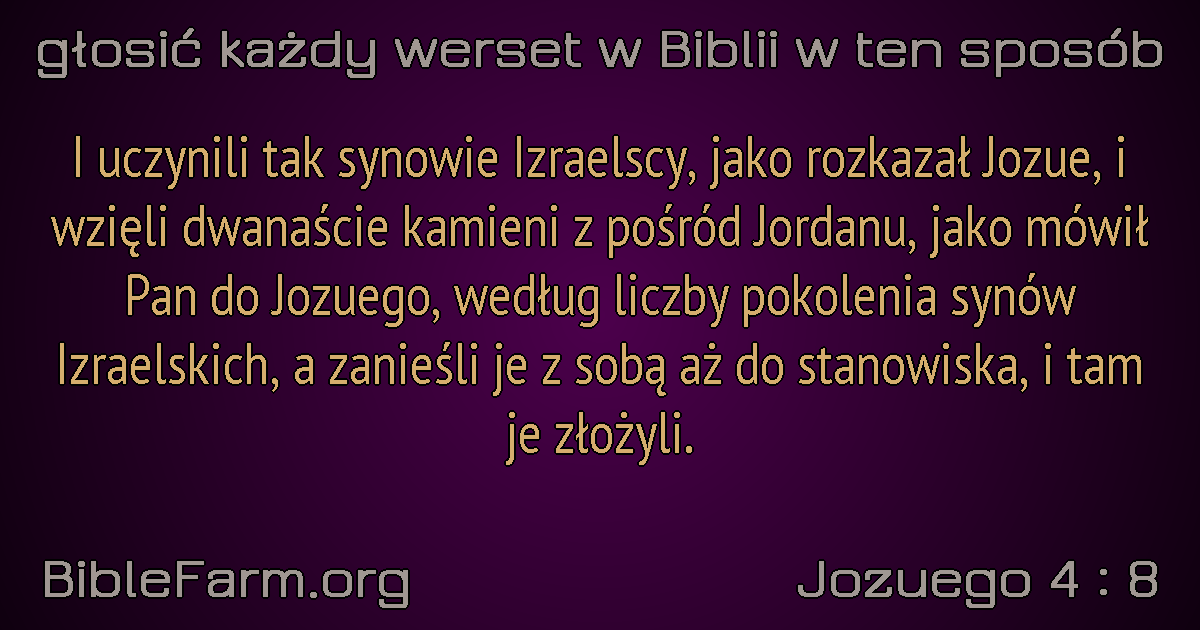 głosić każdy werset w Biblii w ten sposób
I uczynili tak synowie Izraelscy, jako rozkazał Jozue, i
wzięli dwanaście kamieni z pośród Jordanu, jako mówił
Pan do Jozuego, według liczby pokolenia synów
Izraelskich, a zanieśli je z sobą aż do stanowiska, i tam
je złożyli.
BibleFarm.org
Jozuego 4 : 8